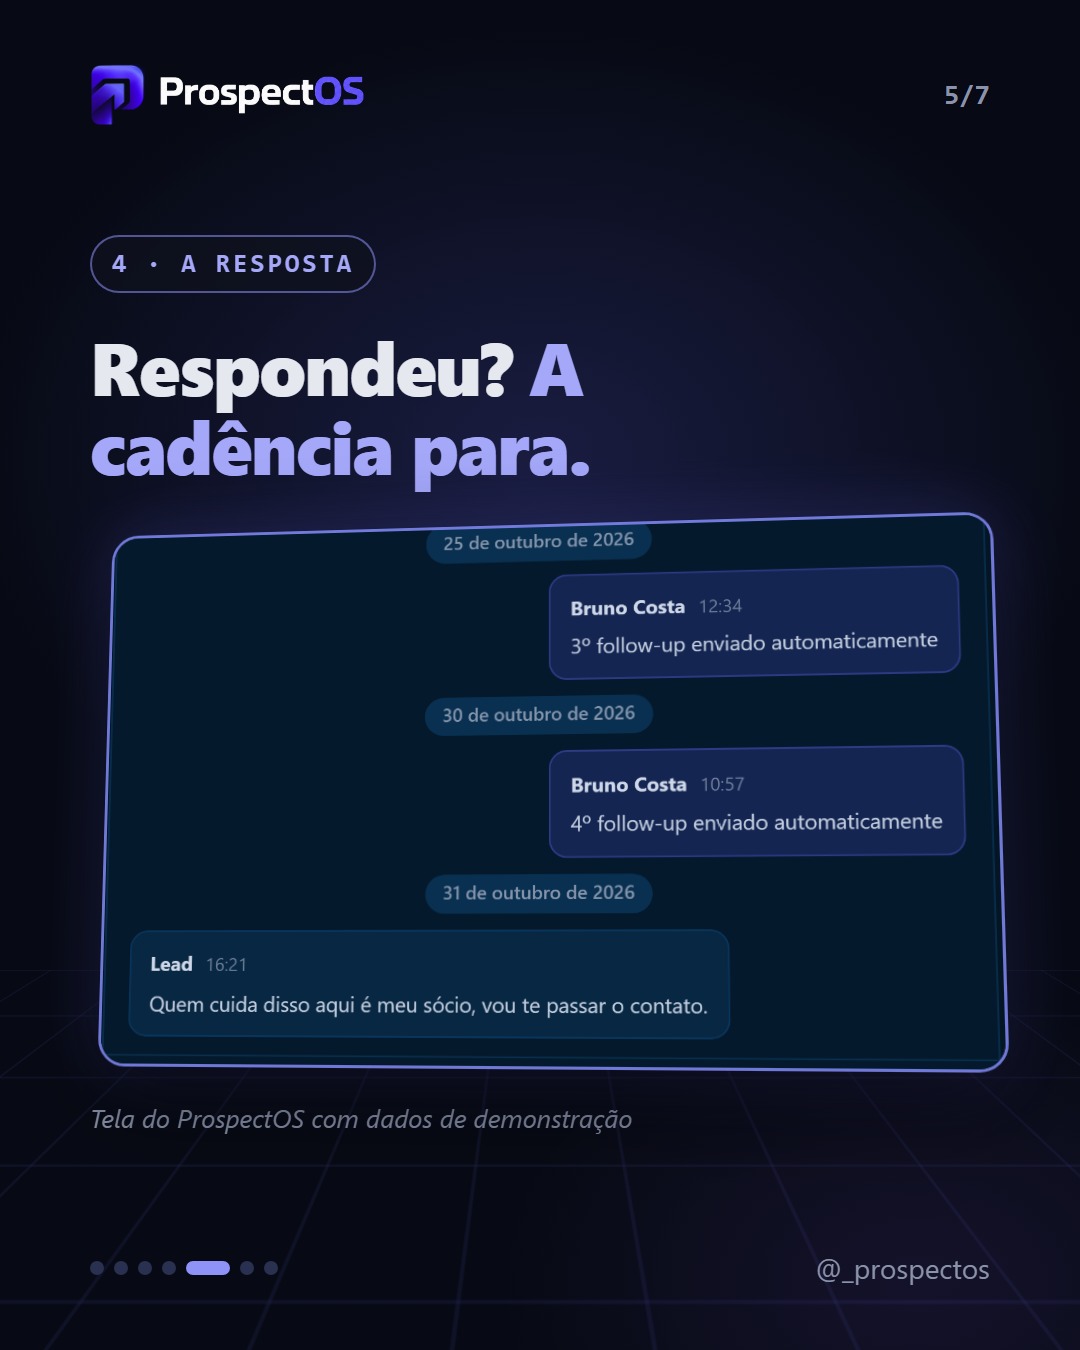 ProspectOS
5/7
4 · A RESPOSTA
Respondeu? A
cadência para.
25 de outubro de 2026
Bruno Costa 12:34
3º follow-up enviado automaticamente
30 de outubro de 2026
Bruno Costa 10:57
4º follow-up enviado automaticamente
31 de outubro de 2026
Lead 16:21
Quem cuida disso aqui é meu sócio, vou te passar o contato.
Tela do ProspectOS com dados de demonstração
@_prospectos